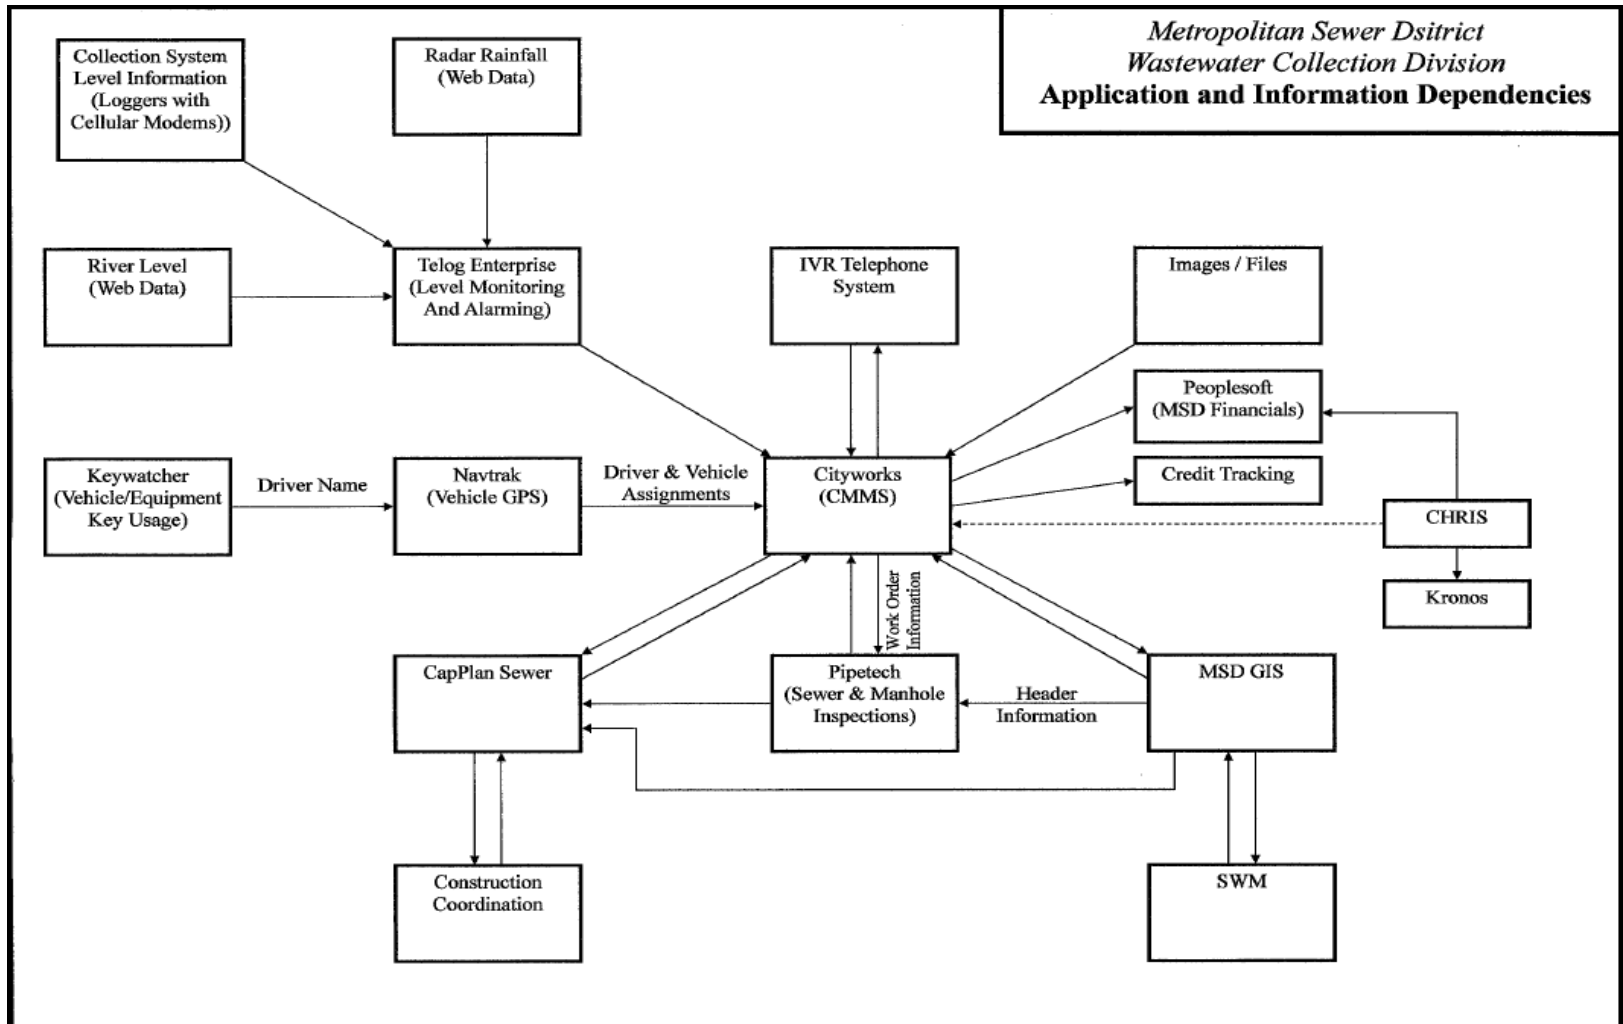 Metropolitan Sewer Dsitrict
Wastewater Collection Division
Application and Information Dependencies
Collection System
Level Information
(Loggers with
Cellular Modems))
Radar Rainfall
(Web Data)
River Level
(Web Data)
Telog Enterprise
(Level Monitoring
And Alarming)
IVR Telephone
System
Images / Files
Peoplesoft
(MSD Financials)
Keywatcher
(Vehicle/Equipment
Key Usage)
Driver Name
Navtrak
(Vehicle GPS)
Driver & Vehicle
Assignments
Cityworks
(CMMS)
Credit Tracking
CHRIS
Kronos
Work Order
Information
CapPlan Sewer
Pipetech
(Sewer & Manhole
Inspections)
Header
Information
MSD GIS
Construction
Coordination
SWM